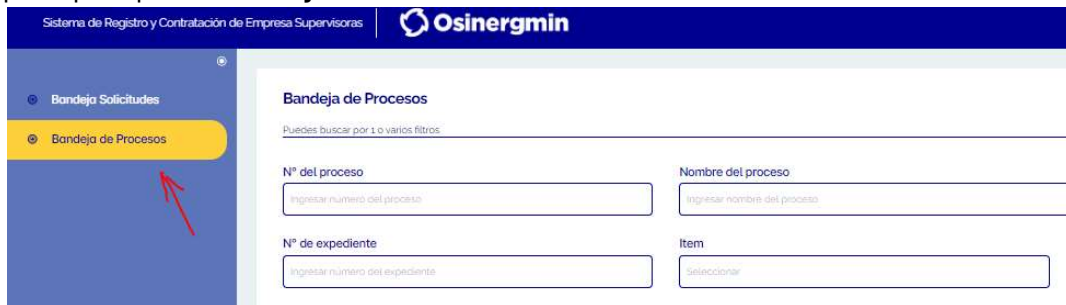 Sistema de Registro y Contratación de Empresa Supervisoras
Osinergmin
Bandeja Solicitudes
Bandeja de Procesos
Bandeja de Procesos
Puedes buscar por 1 o varios filtros
N° del proceso
Nombre del proceso
Ingresar número del proceso
Ingresar nombre del proceso
N° de expediente
Item
Ingresar número del expediente
Seleccionar